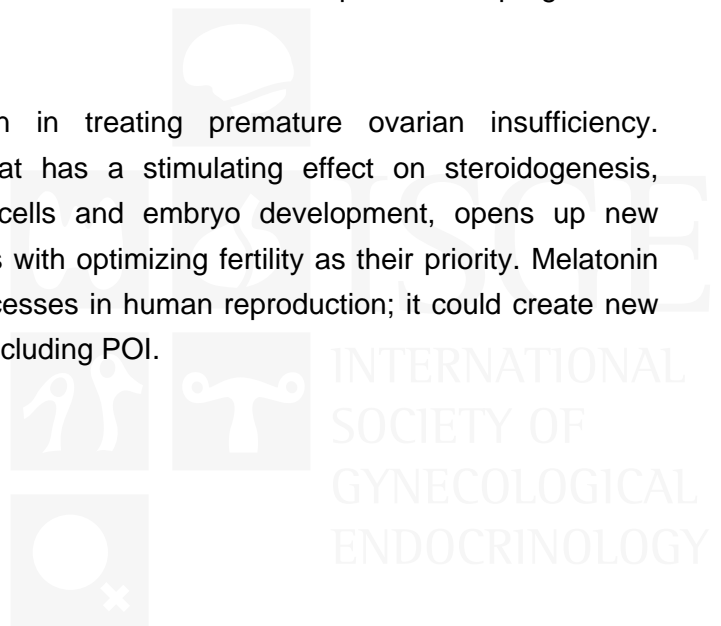 n in treating premature ovarian insufficiency.
at has a stimulating effect on steroidogenesis,
cells and embryo development, opens up new
s with optimizing fertility as their priority. Melatonin
cesses in human reproduction; it could create new
cluding POI.
ISGE
INTERNATIONAL
SOCIETY OF
GYNECOLOGICAL
ENDOCRINOLOGY